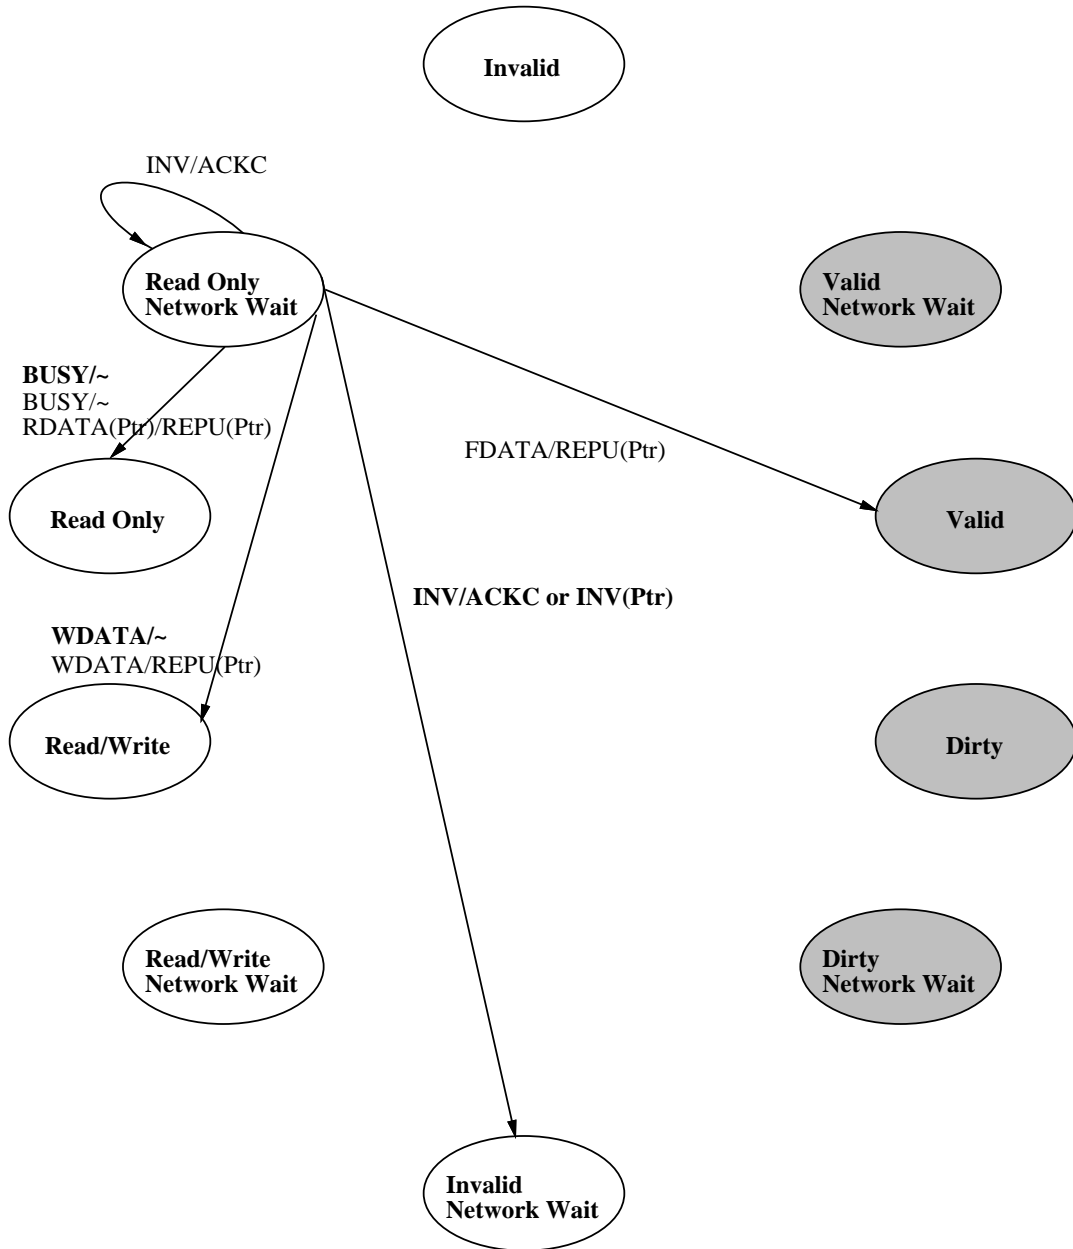 Invalid
INV/ACKC
Read Only
Network Wait
Valid
Network Wait
BUSY/~
BUSY/~
RDATA(Ptr)/REPU(Ptr)
FDATA/REPU(Ptr)
Read Only
Valid
INV/ACKC or INV(Ptr)
WDATA/~
WDATA/REPU(Ptr)
Read/Write
Dirty
Read/Write
Network Wait
Dirty
Network Wait
Invalid
Network Wait